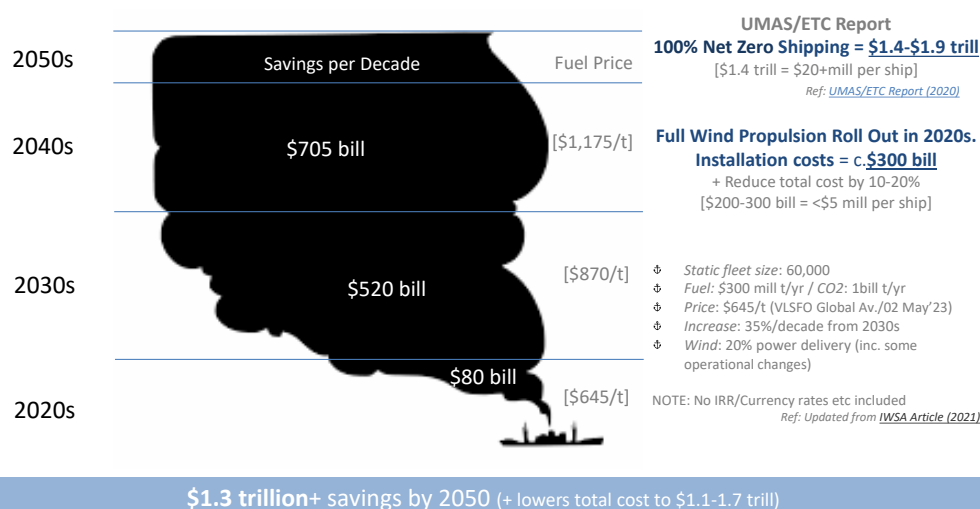 2050s
Savings per Decade
Fuel Price
2040s
$705 bill
[$1,175/t]
2030s
$520 bill
[$870/t]
2020s
$80 bill
[$645/t]
UMAS/ETC Report
100% Net Zero Shipping = $1.4-$1.9 trill
[$1.4 trill = $20+mill per ship]
Ref: UMAS/ETC Report (2020)
Full Wind Propulsion Roll Out in 2020s.
Installation costs = c.$300 bill
+ Reduce total cost by 10-20%
[$200-300 bill = <$5 mill per ship]
Static fleet size: 60,000
Fuel: $300 mill t/yr / CO2: 1bill t/yr
Price: $645/t (VLSFO Global Av./02 May'23)
Increase: 35%/decade from 2030s
Wind: 20% power delivery (inc. some
operational changes)
NOTE: No IRR/Currency rates etc included
Ref: Updated from IWSA Article (2021)
$1.3 trillion+ savings by 2050 (+ lowers total cost to $1.1-1.7 trill)